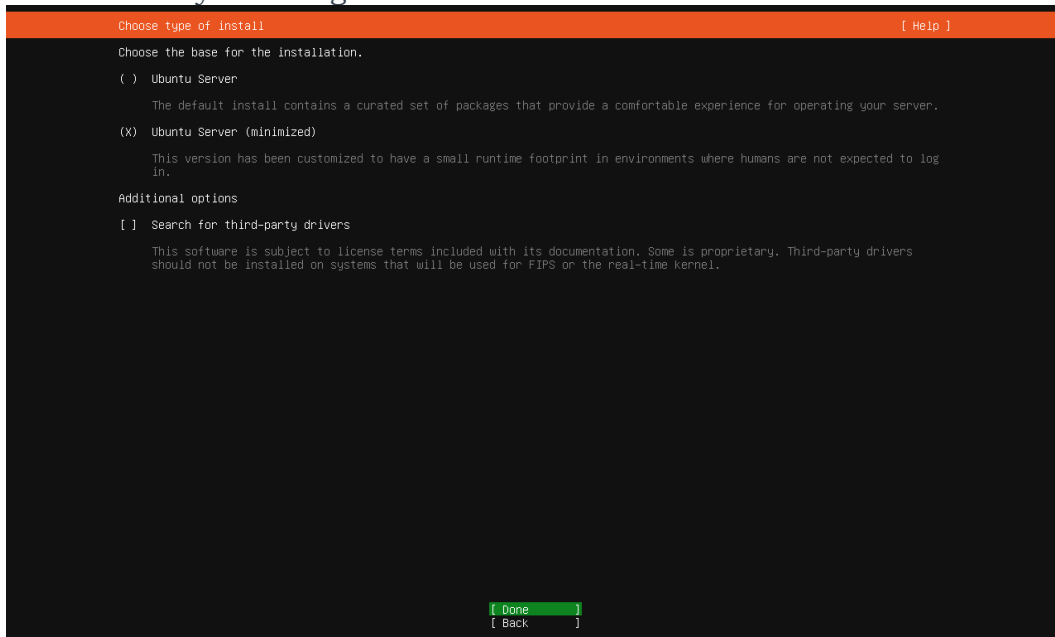 Choose type of install [ Help ]
Choose the base for the installation.
( ) Ubuntu Server
The default install contains a curated set of packages that provide a comfortable experience for operating your server.
(X) Ubuntu Server (minimized)
This version has been customized to have a small runtime footprint in environments where humans are not expected to log
in.
Additional options
[ ] Search for third-party drivers
This software is subject to license terms included with its documentation. Some is proprietary. Third-party drivers
should not be installed on systems that will be used for FIPS or the real-time kernel.
[ Done ]
[ Back ]